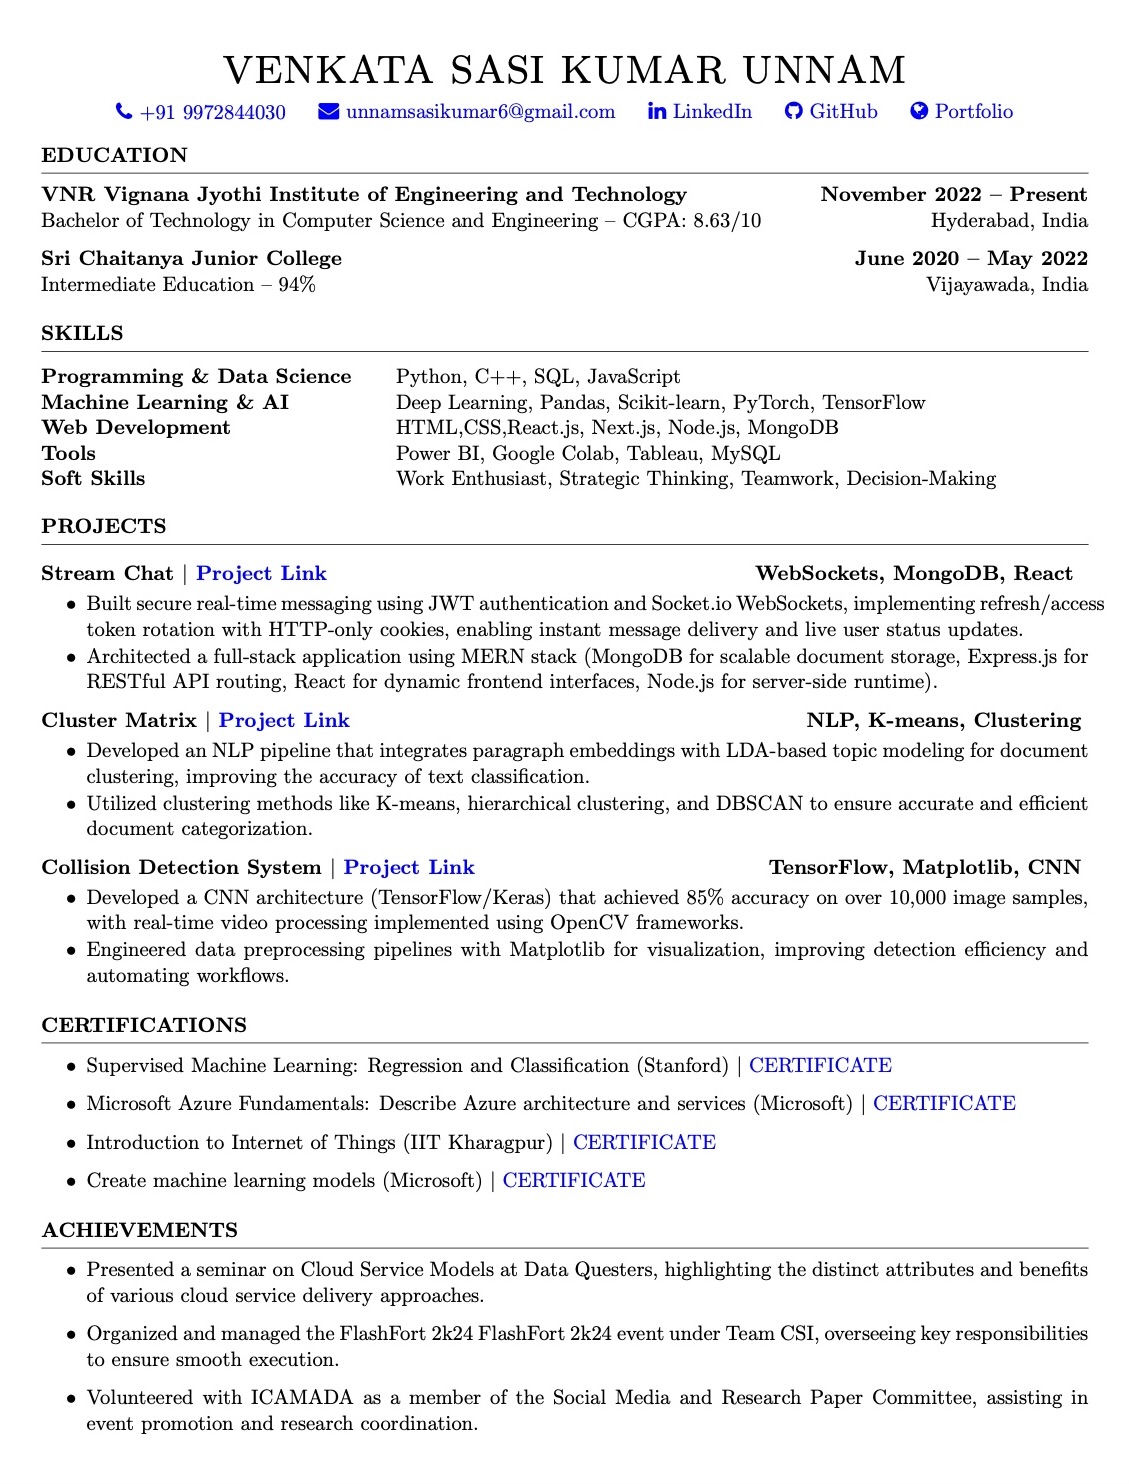 VENKATA SASI KUMAR UNNAM
+91 9972844030 unnamsasikumar6@gmail.com LinkedIn GitHub Portfolio
EDUCATION
VNR Vignana Jyothi Institute of Engineering and Technology November 2022 – Present
Bachelor of Technology in Computer Science and Engineering – CGPA: 8.63/10 Hyderabad, India
Sri Chaitanya Junior College June 2020 – May 2022
Intermediate Education – 94% Vijayawada, India
SKILLS
Programming & Data Science Python, C++, SQL, JavaScript
Machine Learning & AI Deep Learning, Pandas, Scikit-learn, PyTorch, TensorFlow
Web Development HTML,CSS,React.js, Next.js, Node.js, MongoDB
Tools Power BI, Google Colab, Tableau, MySQL
Soft Skills Work Enthusiast, Strategic Thinking, Teamwork, Decision-Making
PROJECTS
Stream Chat | Project Link WebSockets, MongoDB, React
• Built secure real-time messaging using JWT authentication and Socket.io WebSockets, implementing refresh/access
token rotation with HTTP-only cookies, enabling instant message delivery and live user status updates.
• Architected a full-stack application using MERN stack (MongoDB for scalable document storage, Express.js for
RESTful API routing, React for dynamic frontend interfaces, Node.js for server-side runtime).
Cluster Matrix | Project Link NLP, K-means, Clustering
• Developed an NLP pipeline that integrates paragraph embeddings with LDA-based topic modeling for document
clustering, improving the accuracy of text classification.
• Utilized clustering methods like K-means, hierarchical clustering, and DBSCAN to ensure accurate and efficient
document categorization.
Collision Detection System | Project Link TensorFlow, Matplotlib, CNN
• Developed a CNN architecture (TensorFlow/Keras) that achieved 85% accuracy on over 10,000 image samples,
with real-time video processing implemented using OpenCV frameworks.
• Engineered data preprocessing pipelines with Matplotlib for visualization, improving detection efficiency and
automating workflows.
CERTIFICATIONS
• Supervised Machine Learning: Regression and Classification (Stanford) | CERTIFICATE
• Microsoft Azure Fundamentals: Describe Azure architecture and services (Microsoft) | CERTIFICATE
• Introduction to Internet of Things (IIT Kharagpur) | CERTIFICATE
• Create machine learning models (Microsoft) | CERTIFICATE
ACHIEVEMENTS
• Presented a seminar on Cloud Service Models at Data Questers, highlighting the distinct attributes and benefits
of various cloud service delivery approaches.
• Organized and managed the FlashFort 2k24 FlashFort 2k24 event under Team CSI, overseeing key responsibilities
to ensure smooth execution.
• Volunteered with ICAMADA as a member of the Social Media and Research Paper Committee, assisting in
event promotion and research coordination.